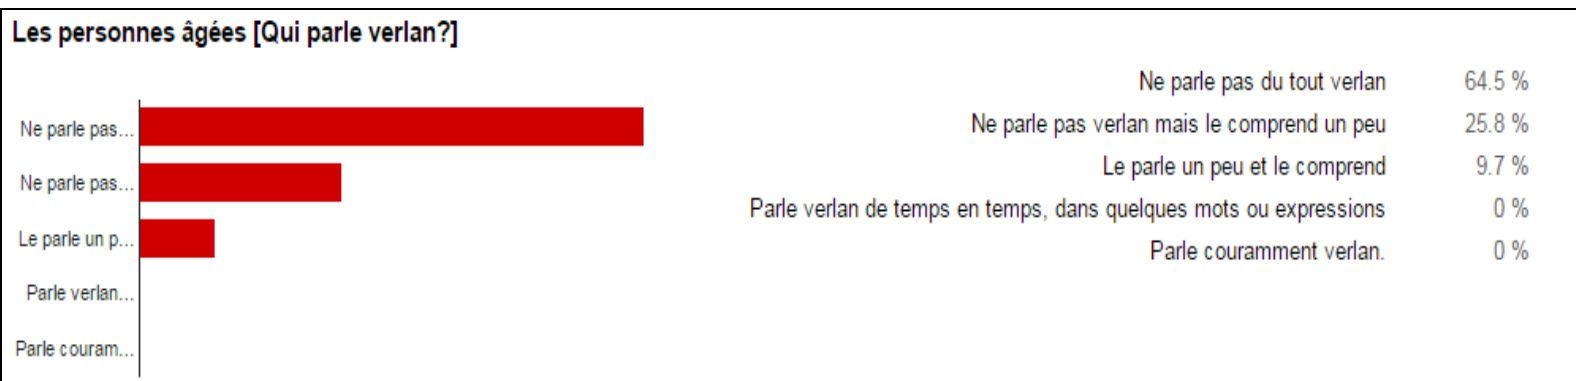 Les personnes âgées [Qui parle verlan?]
Ne parle pas du tout verlan 64.5 %
Ne parle pas verlan mais le comprend un peu 25.8 %
Le parle un peu et le comprend 9.7 %
Parle verlan de temps en temps, dans quelques mots ou expressions 0 %
Parle couramment verlan. 0 %
Ne parle pas...
Ne parle pas...
Le parle un p...
Parle verlan...
Parle couram...